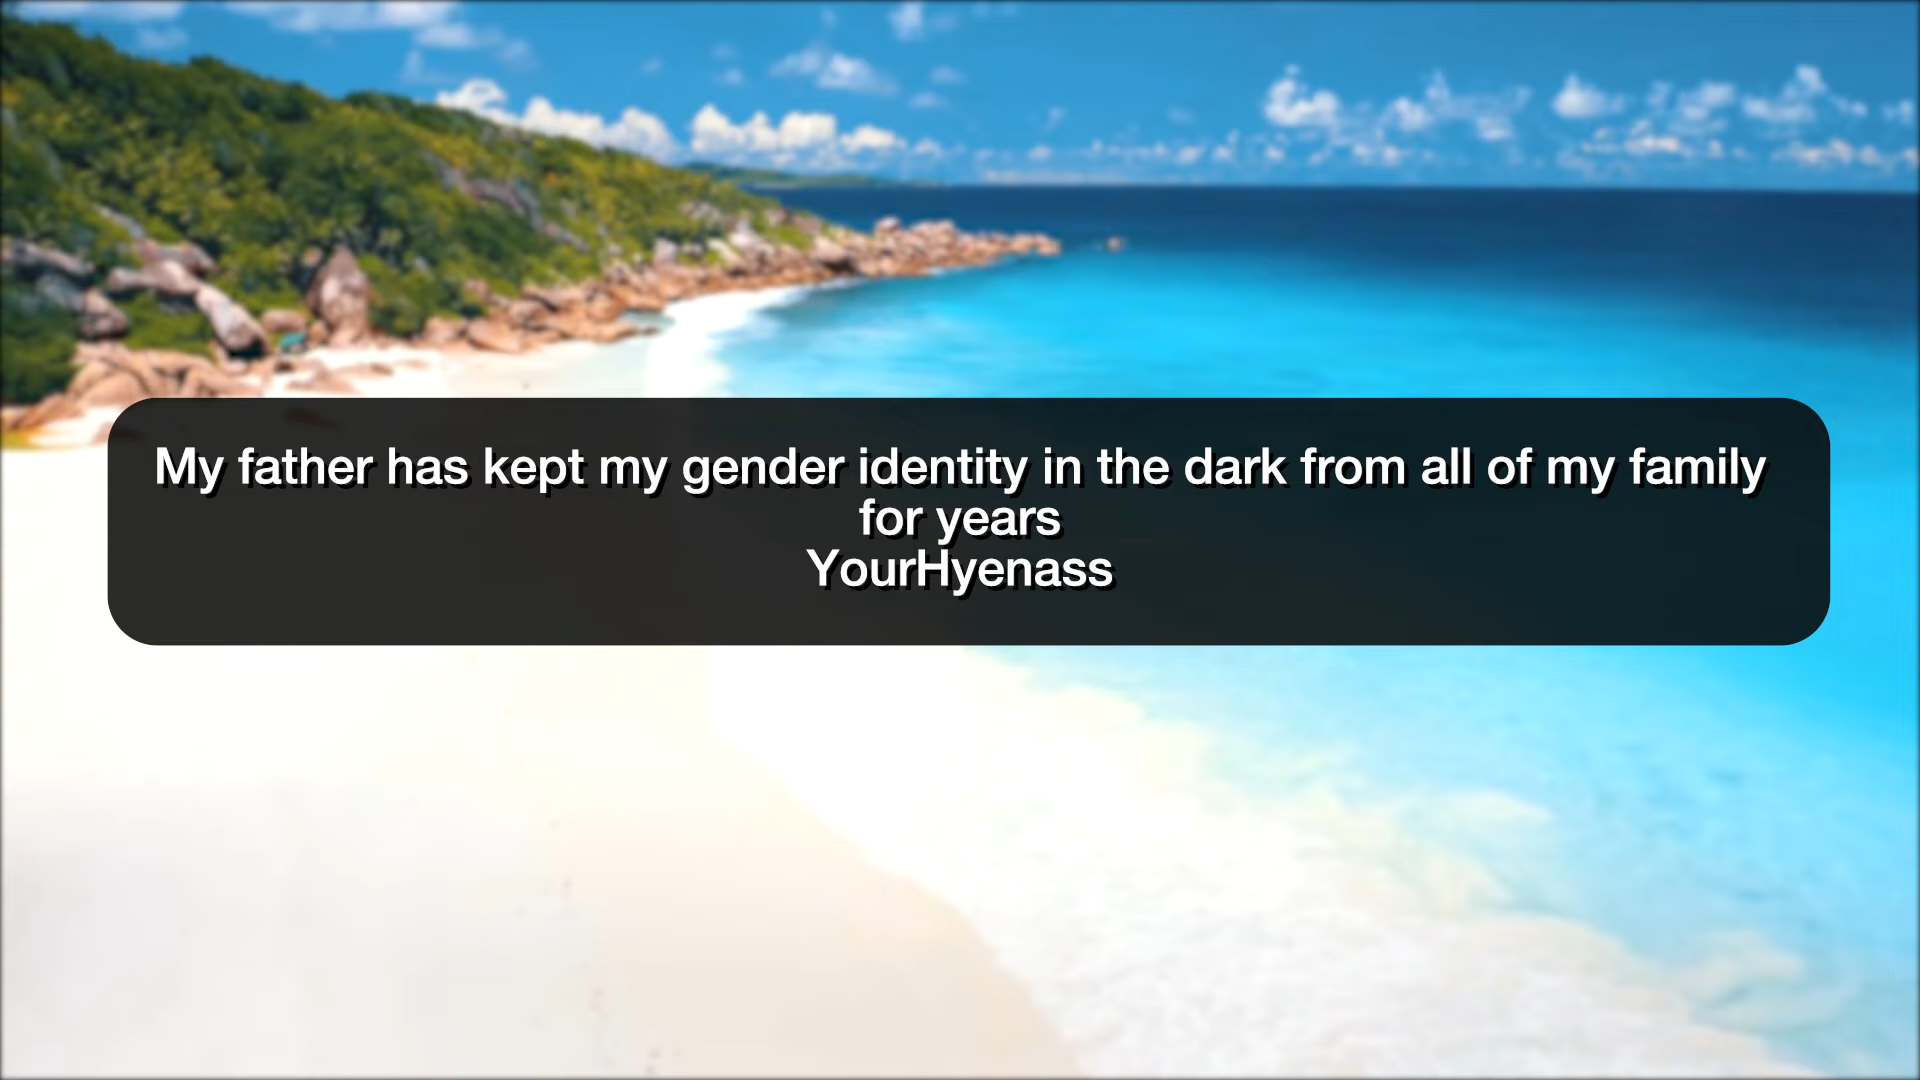 My father has kept my gender identity in the dark from all of my family
for years
YourHyenass